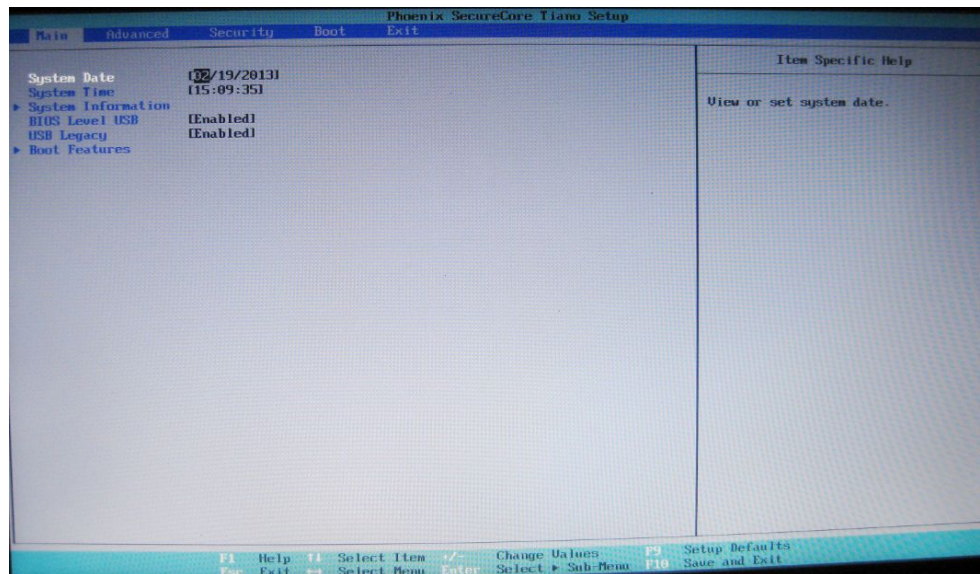 Phoenix SecureCore Tiano Setup
Main Advanced Security Boot Exit
Item Specific Help
System Date [02/19/2013]
System Time [15:09:35]
View or set system date.
▶ System Information
BIOS Level USB [Enabled]
USB Legacy [Enabled]
▶ Boot Features
F1 Help ↑↓ Select Item +/- Change Values F9 Setup Defaults
Esc Exit ↔ Select Menu Enter Select ▶ Sub-Menu F10 Save and Exit